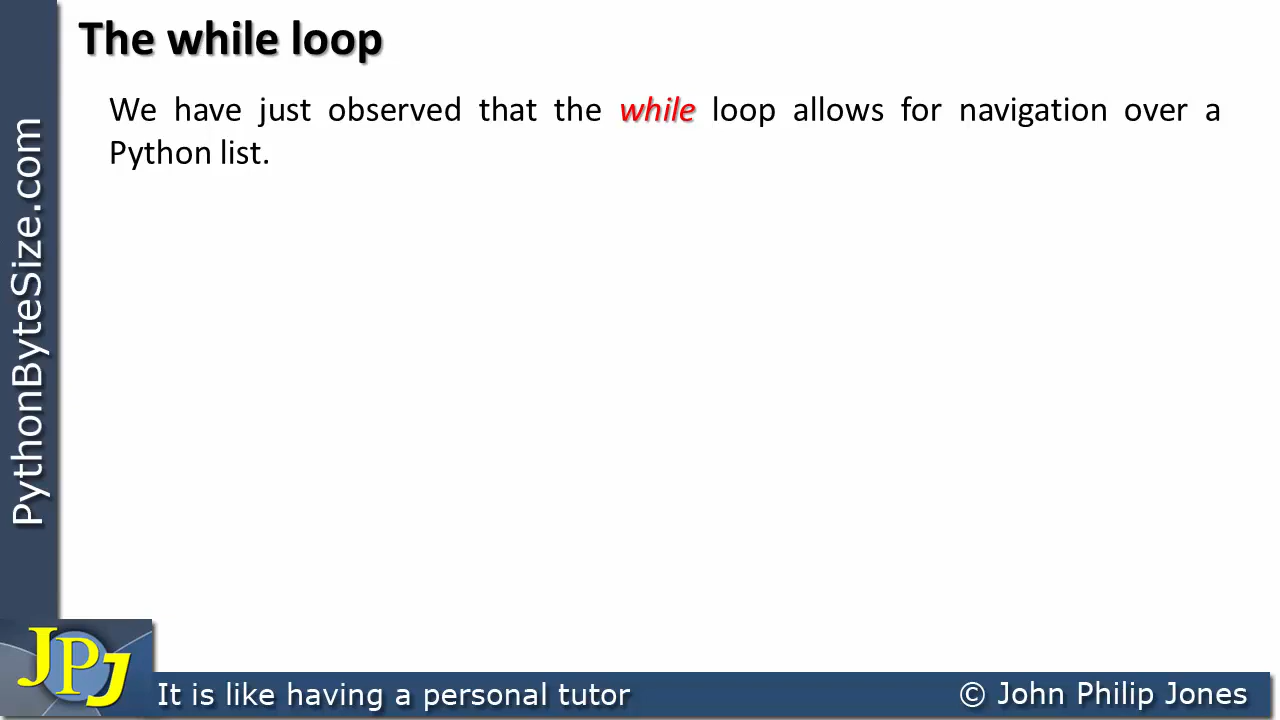 The while loop
We have just observed that the while loop allows for navigation over a
Python list.
PythonByteSize.com
JPJ
It is like having a personal tutor
© John Philip Jones